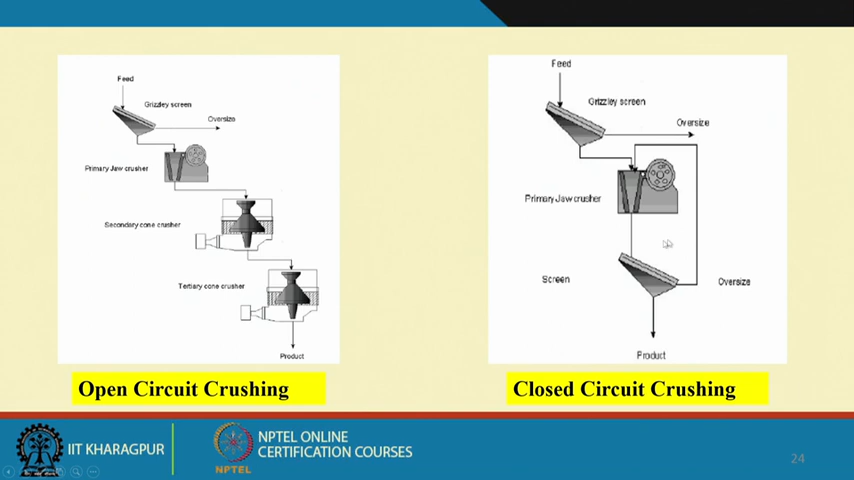 Feed
Grizzley screen
Oversize
Primary Jaw crusher
Secondary cone crusher
Tertiary cone crusher
Product
Open Circuit Crushing
Feed
Grizzley screen
Oversize
Primary Jaw crusher
Screen
Oversize
Product
Closed Circuit Crushing
IIT KHARAGPUR
NPTEL
NPTEL ONLINE
CERTIFICATION COURSES
24